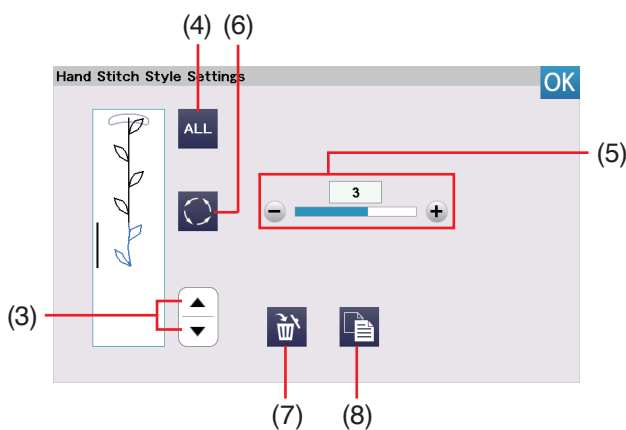 (4) (6)
Hand Stitch Style Settings
OK
ALL
(5)
3
(3)
(7) (8)